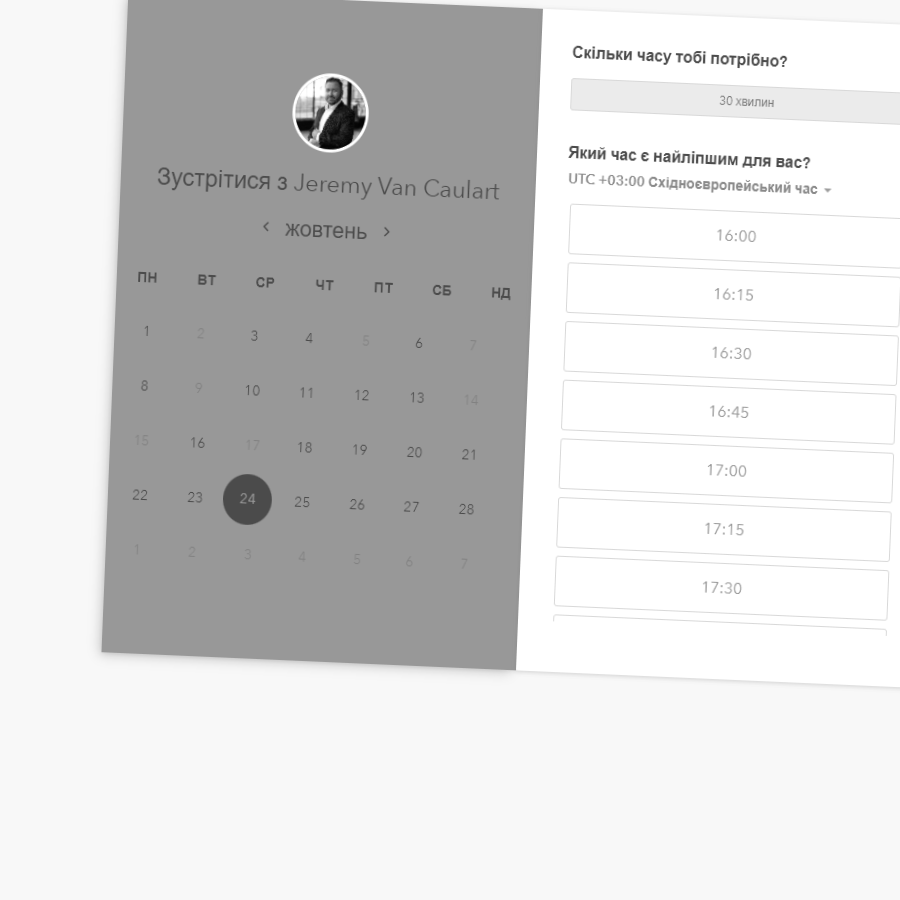 Зустрітися з Jeremy Van Caulart
‹ жовтень ›
ПН ВТ СР ЧТ ПТ СБ НД
1 2 3 4 5 6 7
8 9 10 11 12 13 14
15 16 17 18 19 20 21
22 23 24 25 26 27 28
1 2 3 4 5 6 7
Скільки часу тобі потрібно?
30 хвилин
Який час є найліпшим для вас?
UTC +03:00 Східноєвропейський час
16:00
16:15
16:30
16:45
17:00
17:15
17:30